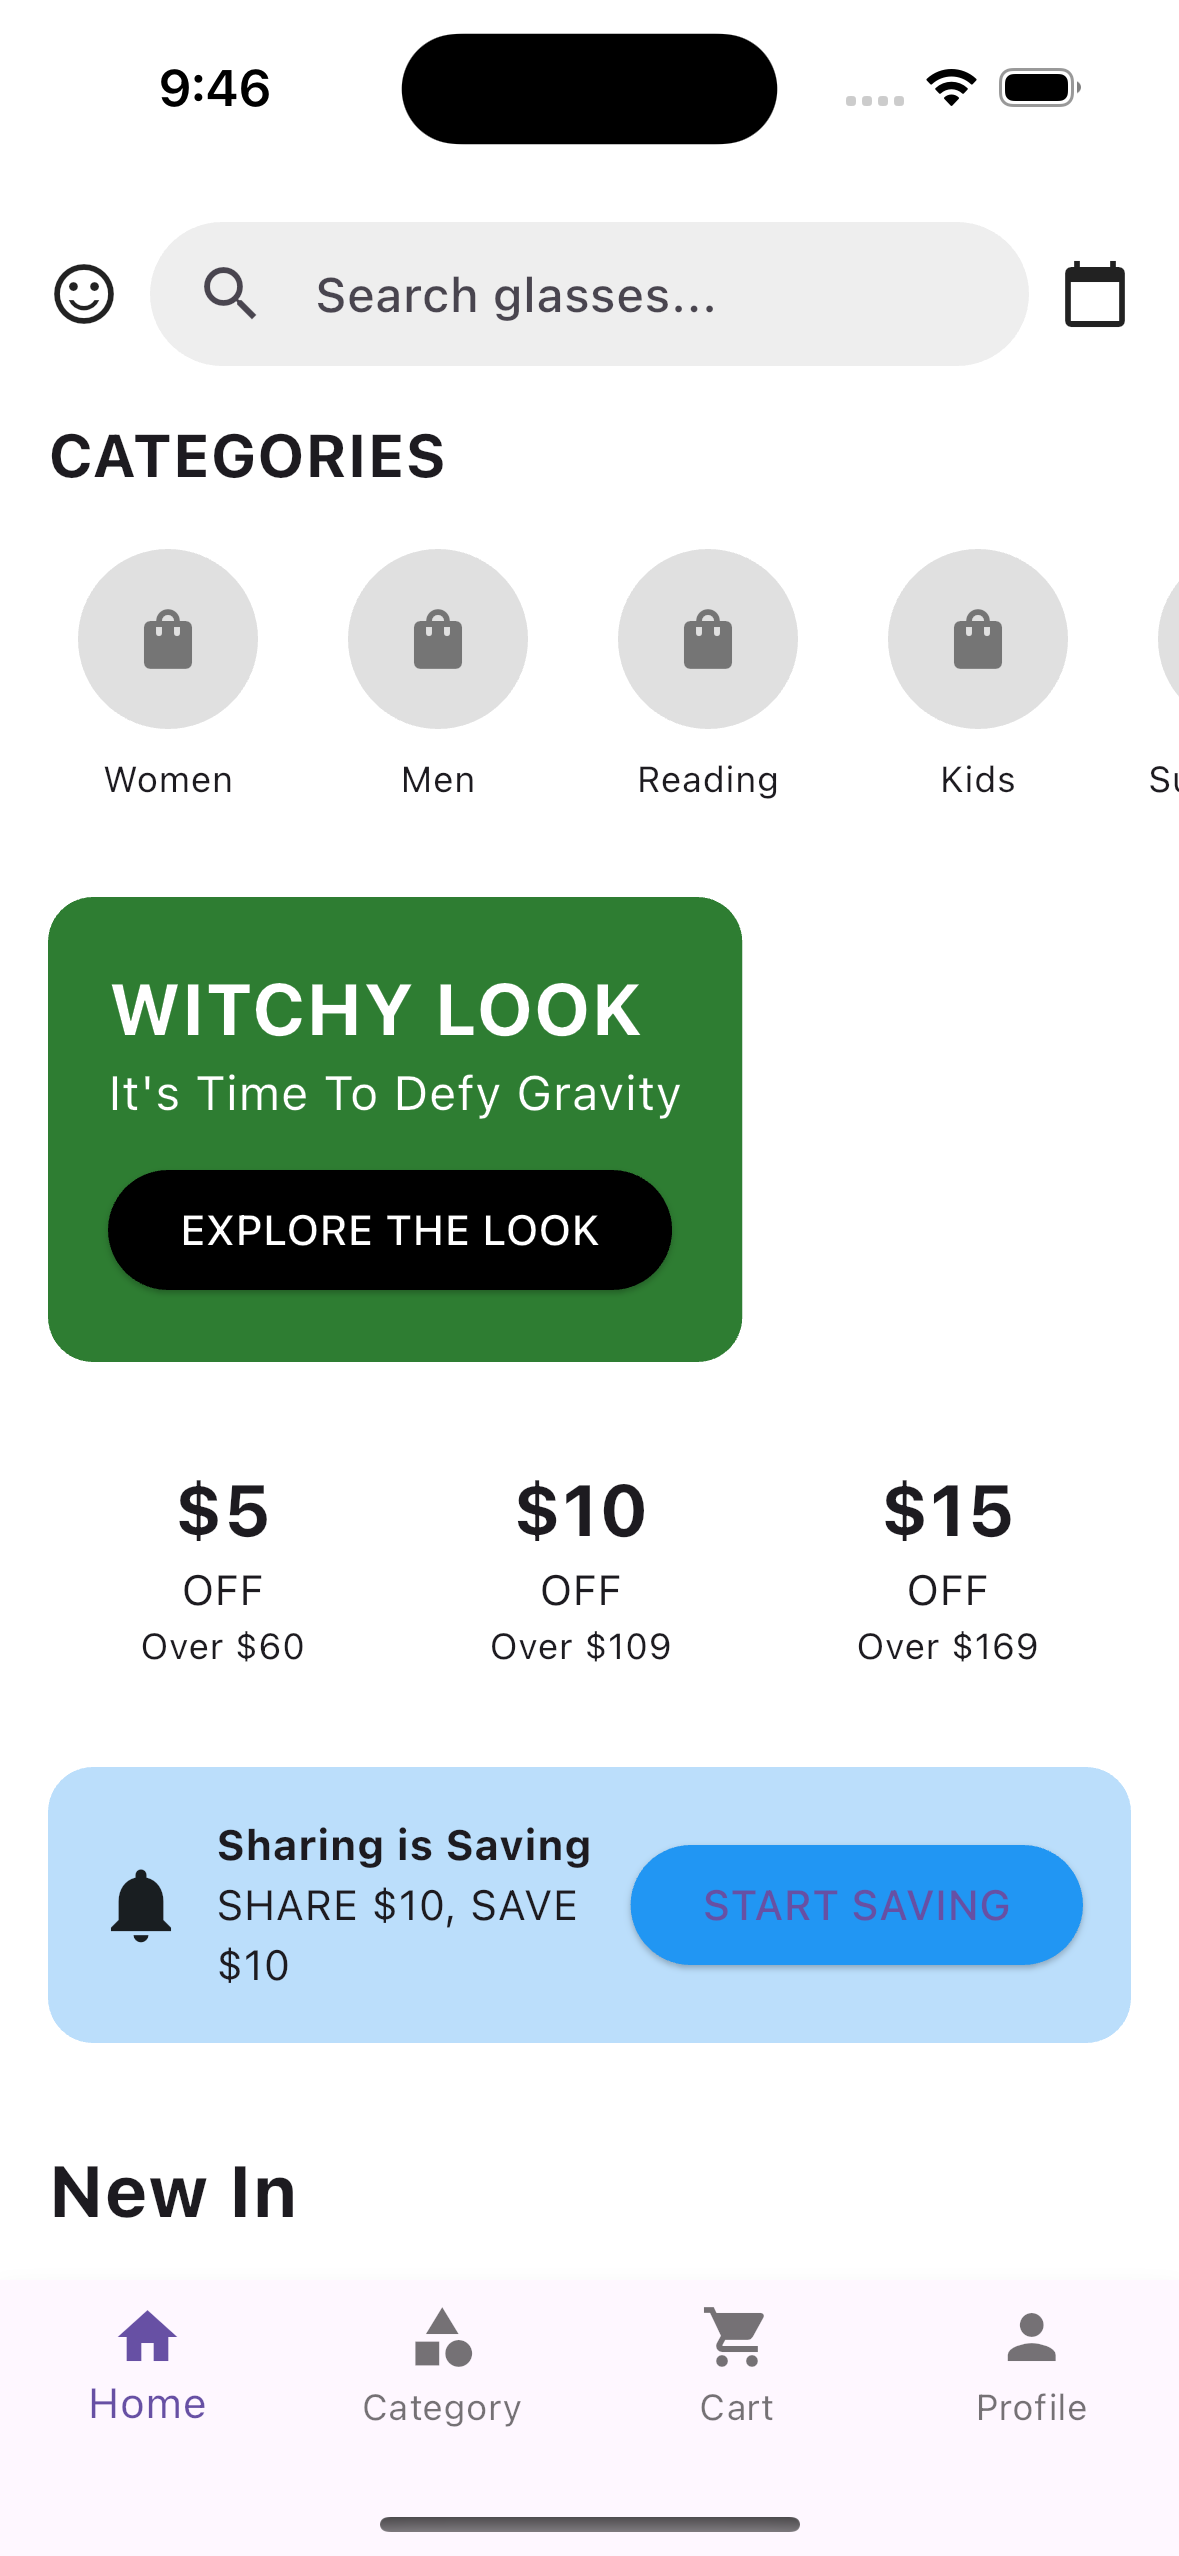 9:46
Search glasses...
CATEGORIES
Women Men Reading Kids Su
WITCHY LOOK
It's Time To Defy Gravity
EXPLORE THE LOOK
$5 $10 $15
OFF OFF OFF
Over $60 Over $109 Over $169
Sharing is Saving
SHARE $10, SAVE
$10
START SAVING
New In
Home Category Cart Profile